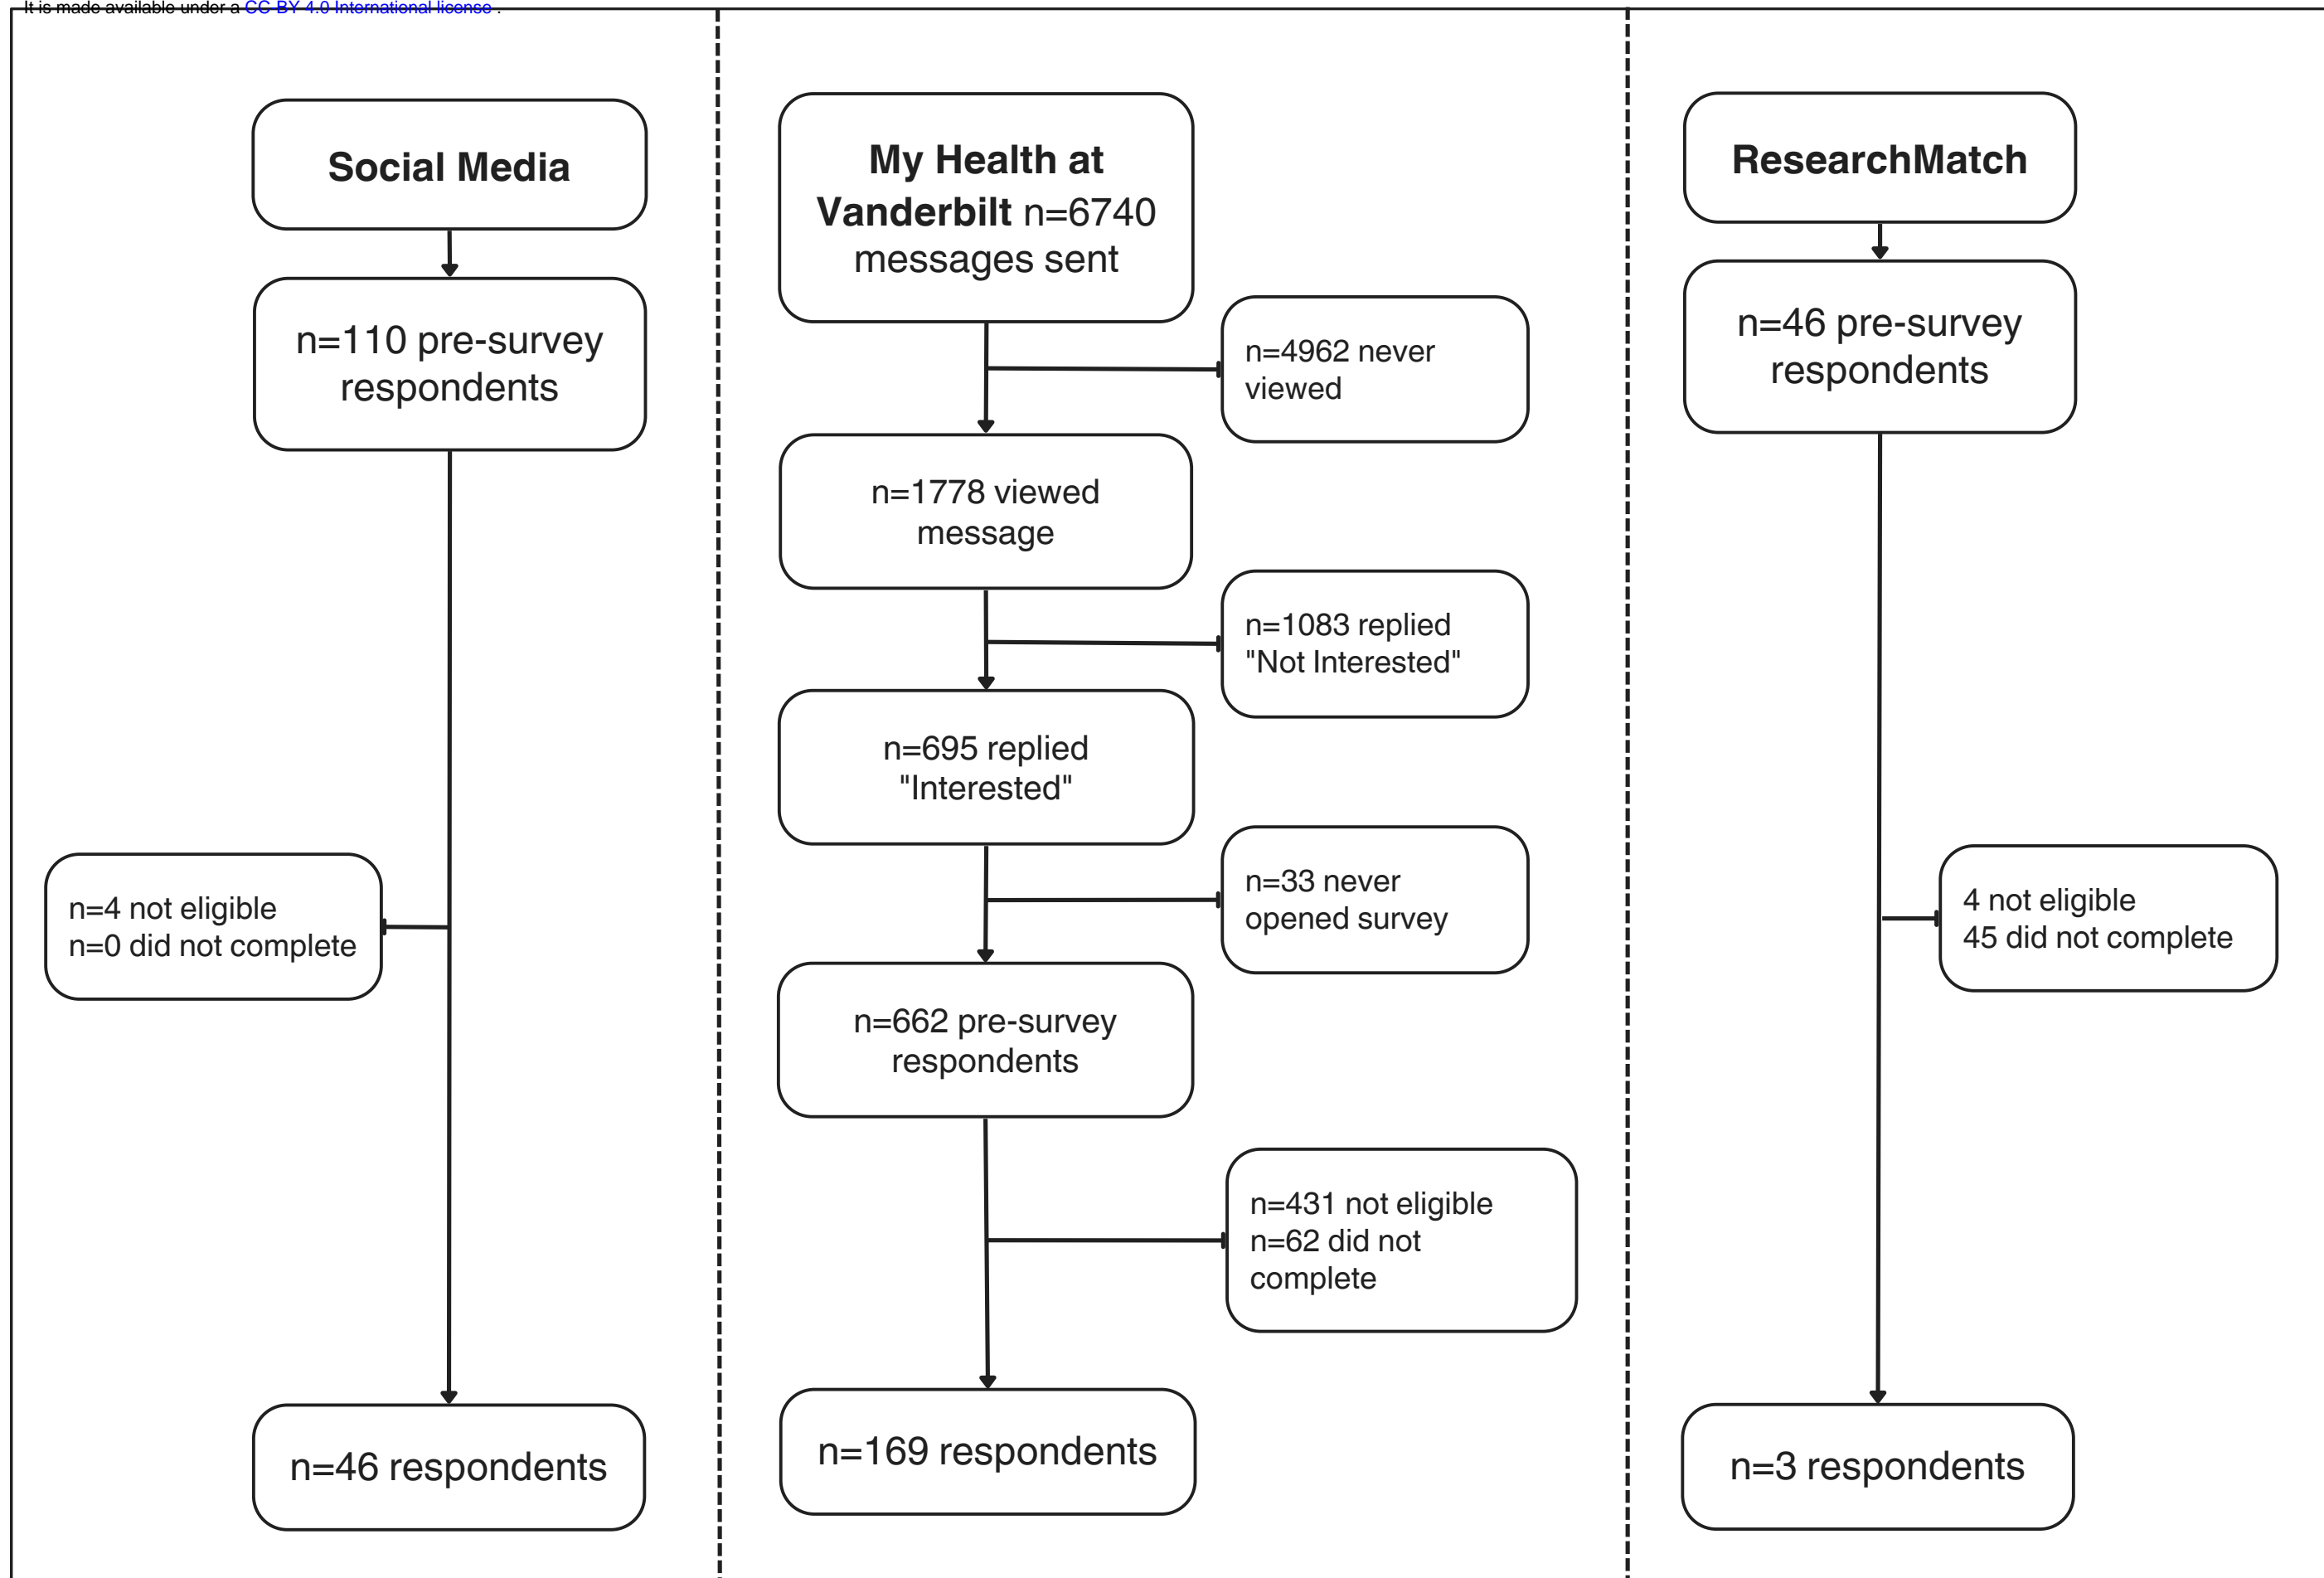 It is made available under a CC-BY 4.0 International license .
Social Media
n=110 pre-survey
respondents
n=4 not eligible
n=0 did not complete
n=46 respondents
My Health at
Vanderbilt n=6740
messages sent
n=4962 never
viewed
n=1778 viewed
message
n=1083 replied
"Not Interested"
n=695 replied
"Interested"
n=33 never
opened survey
n=662 pre-survey
respondents
n=431 not eligible
n=62 did not
complete
n=169 respondents
ResearchMatch
n=46 pre-survey
respondents
4 not eligible
45 did not complete
n=3 respondents